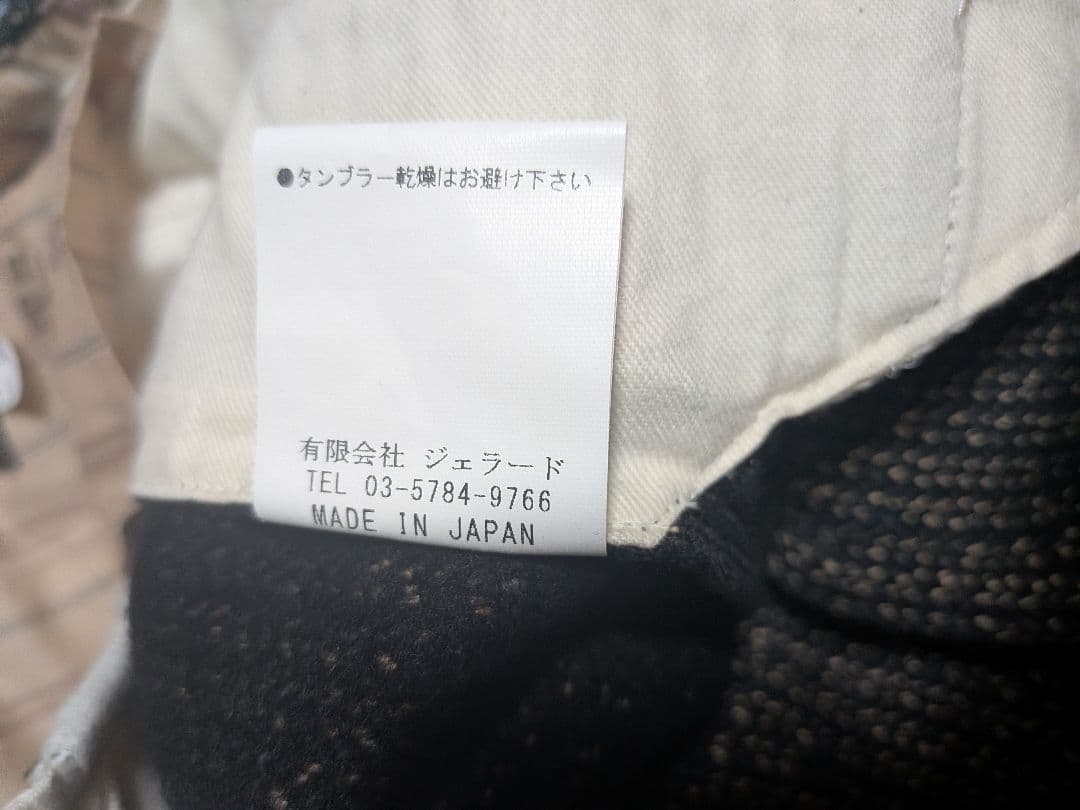 ●タンブラー乾燥はお避け下さい
有限会社 ジェラード
TEL 03-5784-9766
MADE IN JAPAN